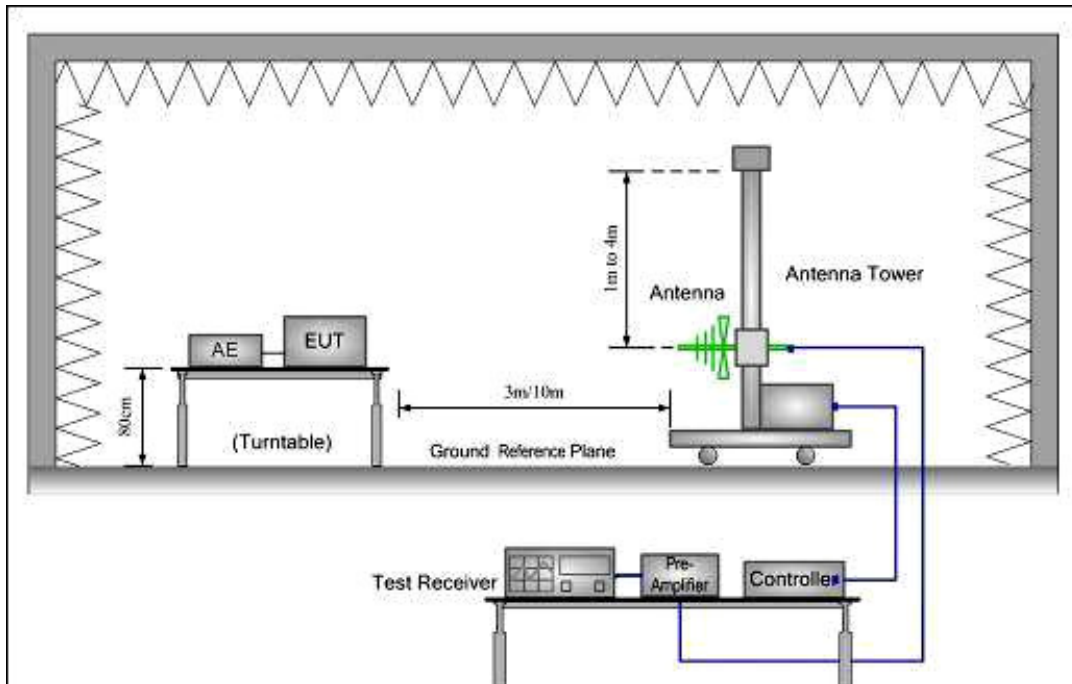 1m to 4m
Antenna
Antenna Tower
AE
EUT
80cm
3m/10m
(Turntable)
Ground Reference Plane
Test Receiver
Pre-
Amplifier
Controller